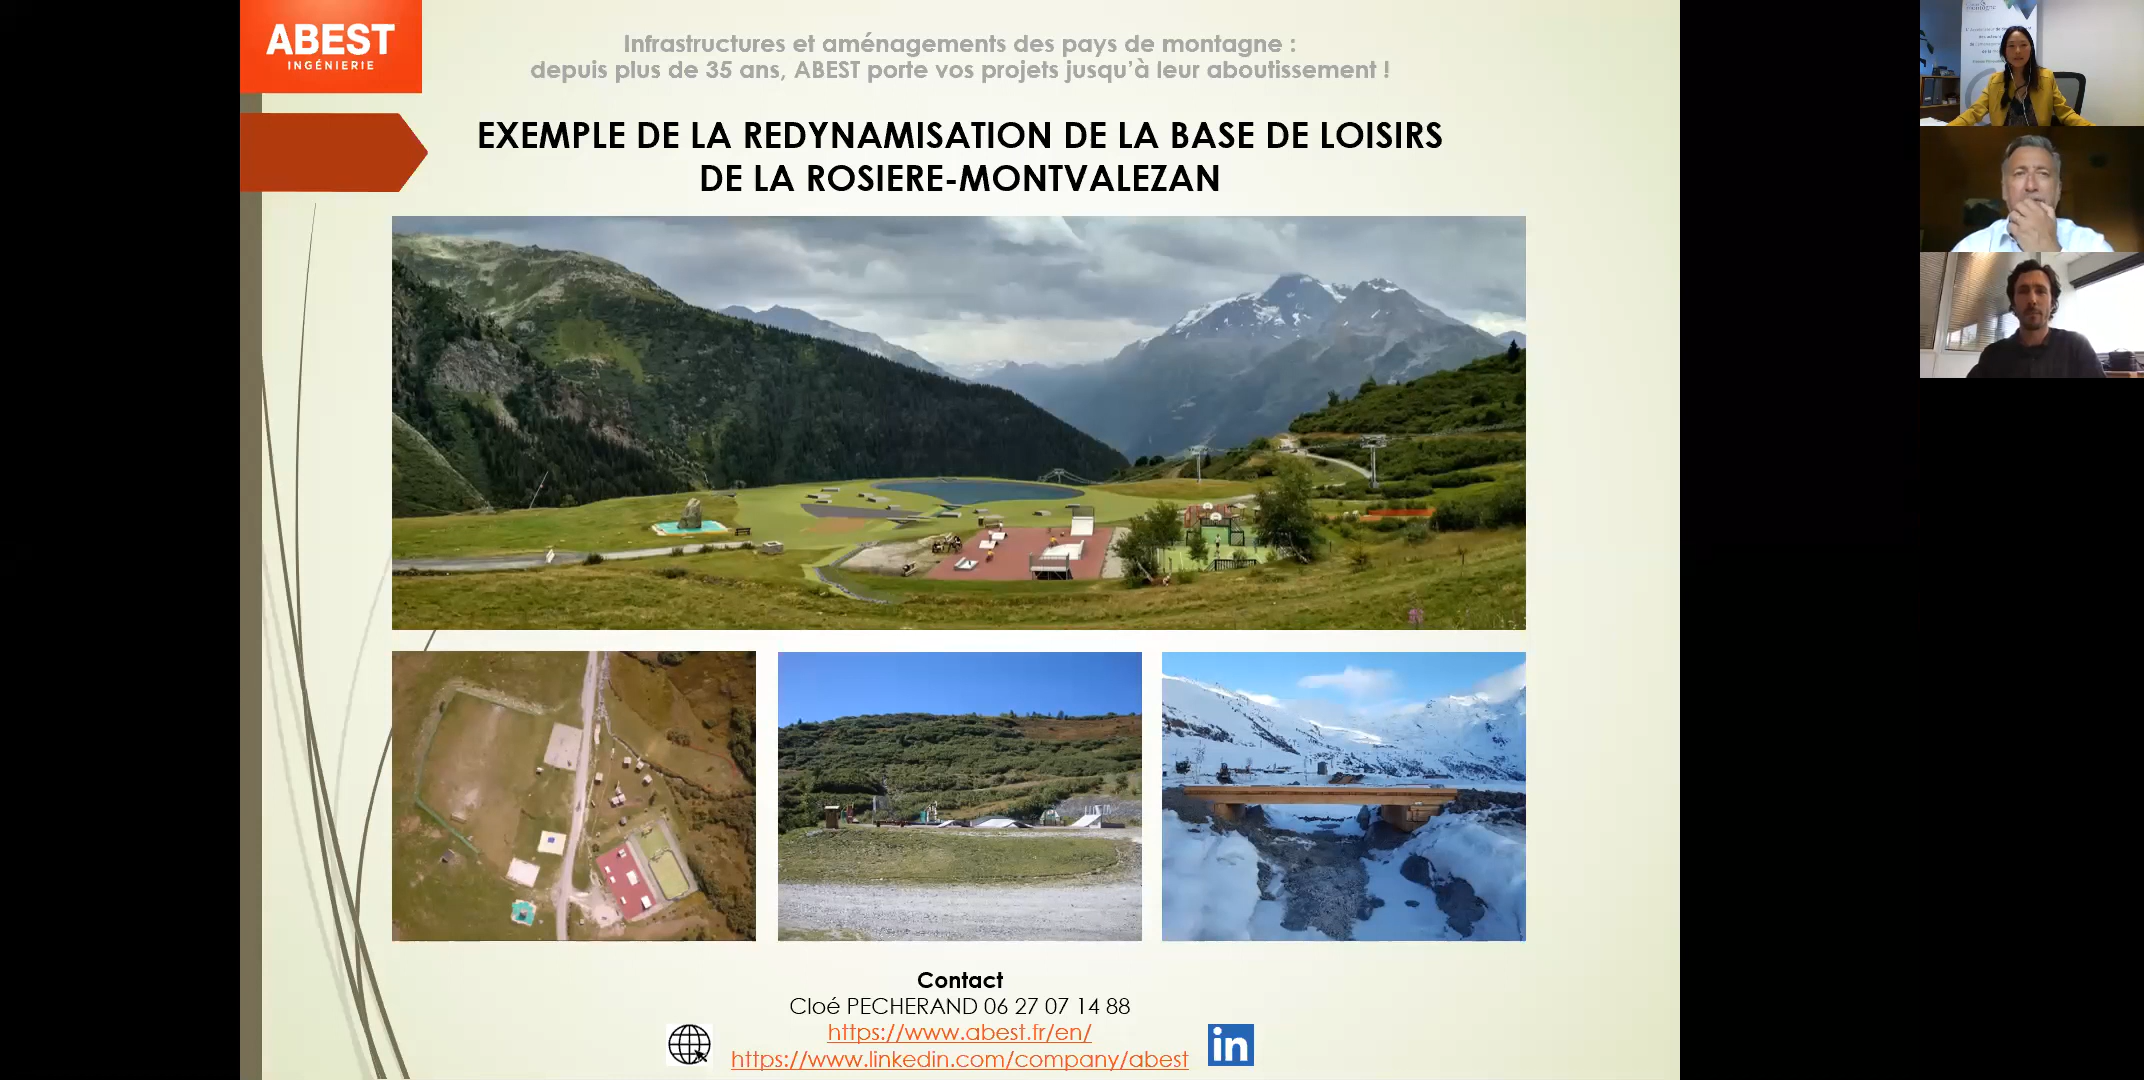 ABEST
INGÉNIERIE
Infrastructures et aménagements des pays de montagne :
depuis plus de 35 ans, ABEST porte vos projets jusqu'à leur aboutissement !
EXEMPLE DE LA REDYNAMISATION DE LA BASE DE LOISIRS
DE LA ROSIERE-MONTVALEZAN
Contact
Cloé PECHERAND 06 27 07 14 88
https://www.abest.fr/en/
https://www.linkedin.com/company/abest
in